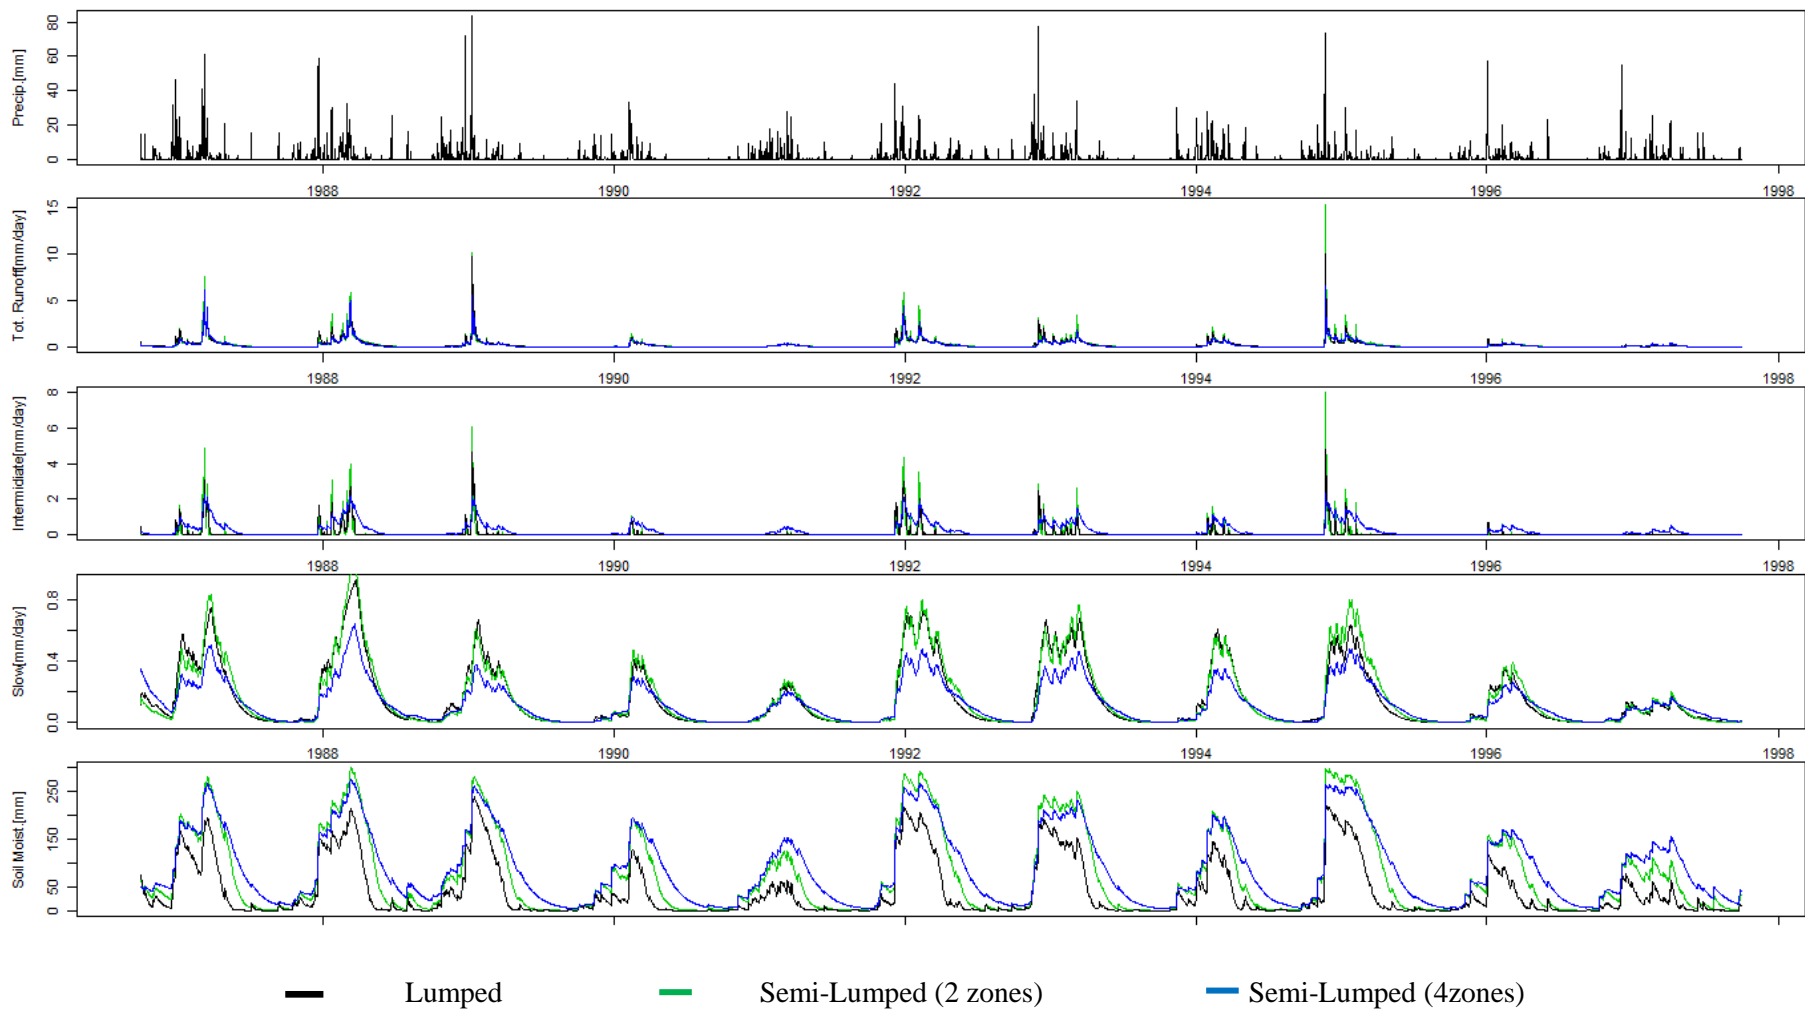 Precip.[mm]
80
60
40
20
0
1988 1990 1992 1994 1996 1998
Tot. Runoff[mm/day]
15
10
5
0
1988 1990 1992 1994 1996 1998
Intermidiate[mm/day]
8
6
4
2
0
1988 1990 1992 1994 1996 1998
Slow[mm/day]
0.8
0.4
0.0
1988 1990 1992 1994 1996 1998
Soil Moist.[mm]
250
150
50
0
Lumped Semi-Lumped (2 zones) Semi-Lumped (4zones)